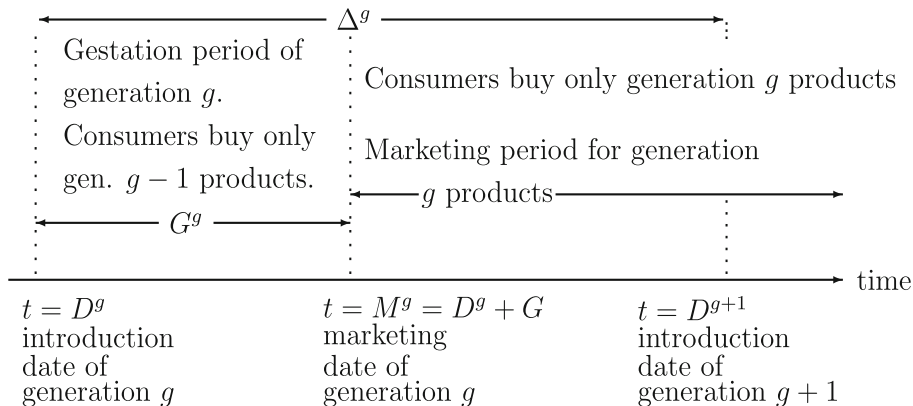 Δ^g
Gestation period of
generation g.
Consumers buy only
gen. g − 1 products.
Consumers buy only generation g products
Marketing period for generation
g products
G^g
time
t = D^g
introduction
date of
generation g
t = M^g = D^g + G
marketing
date of
generation g
t = D^{g+1}
introduction
date of
generation g + 1